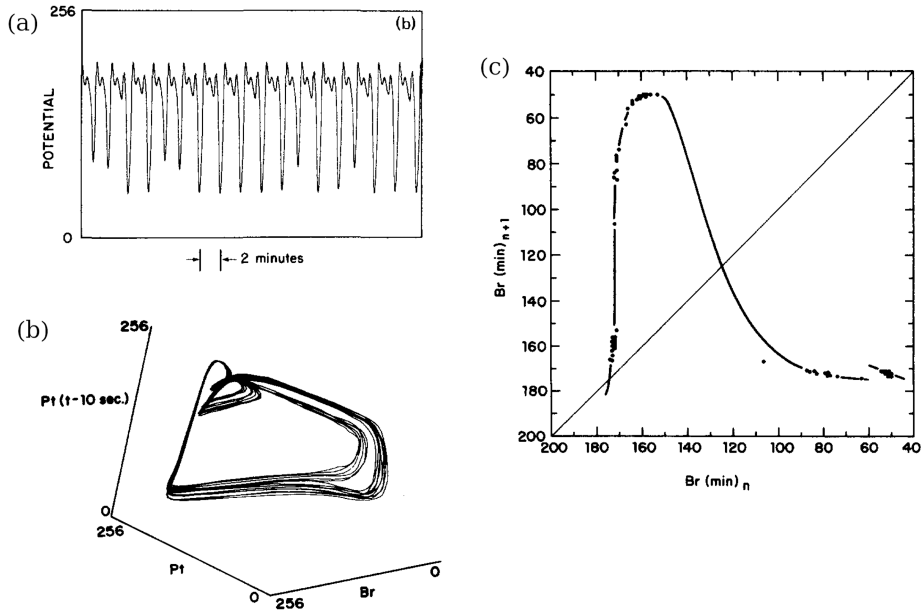 (a)
256
(b)
POTENTIAL
0
2 minutes
(b)
256
Pt (t-10 sec.)
0
256
Pt
0
256
Br
0
(c)
40
60
80
100
120
140
160
180
200
Br (min) n+1
200 180 160 140 120 100 80 60 40
Br (min) n